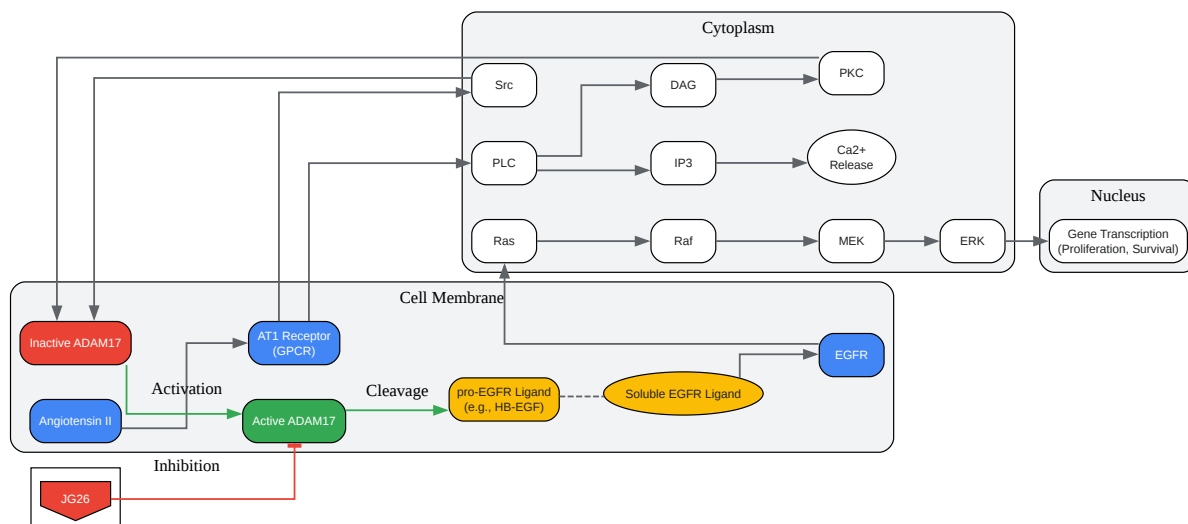 Cytoplasm
PKC
Src
DAG
PLC
IP3
Ca2+
Release
Nucleus
Ras
Raf
MEK
ERK
Gene Transcription
(Proliferation, Survival)
Cell Membrane
Inactive ADAM17
AT1 Receptor
(GPCR)
EGFR
Activation
Cleavage
pro-EGFR Ligand
(e.g., HB-EGF)
Soluble EGFR Ligand
Angiotensin II
Active ADAM17
Inhibition
JG26